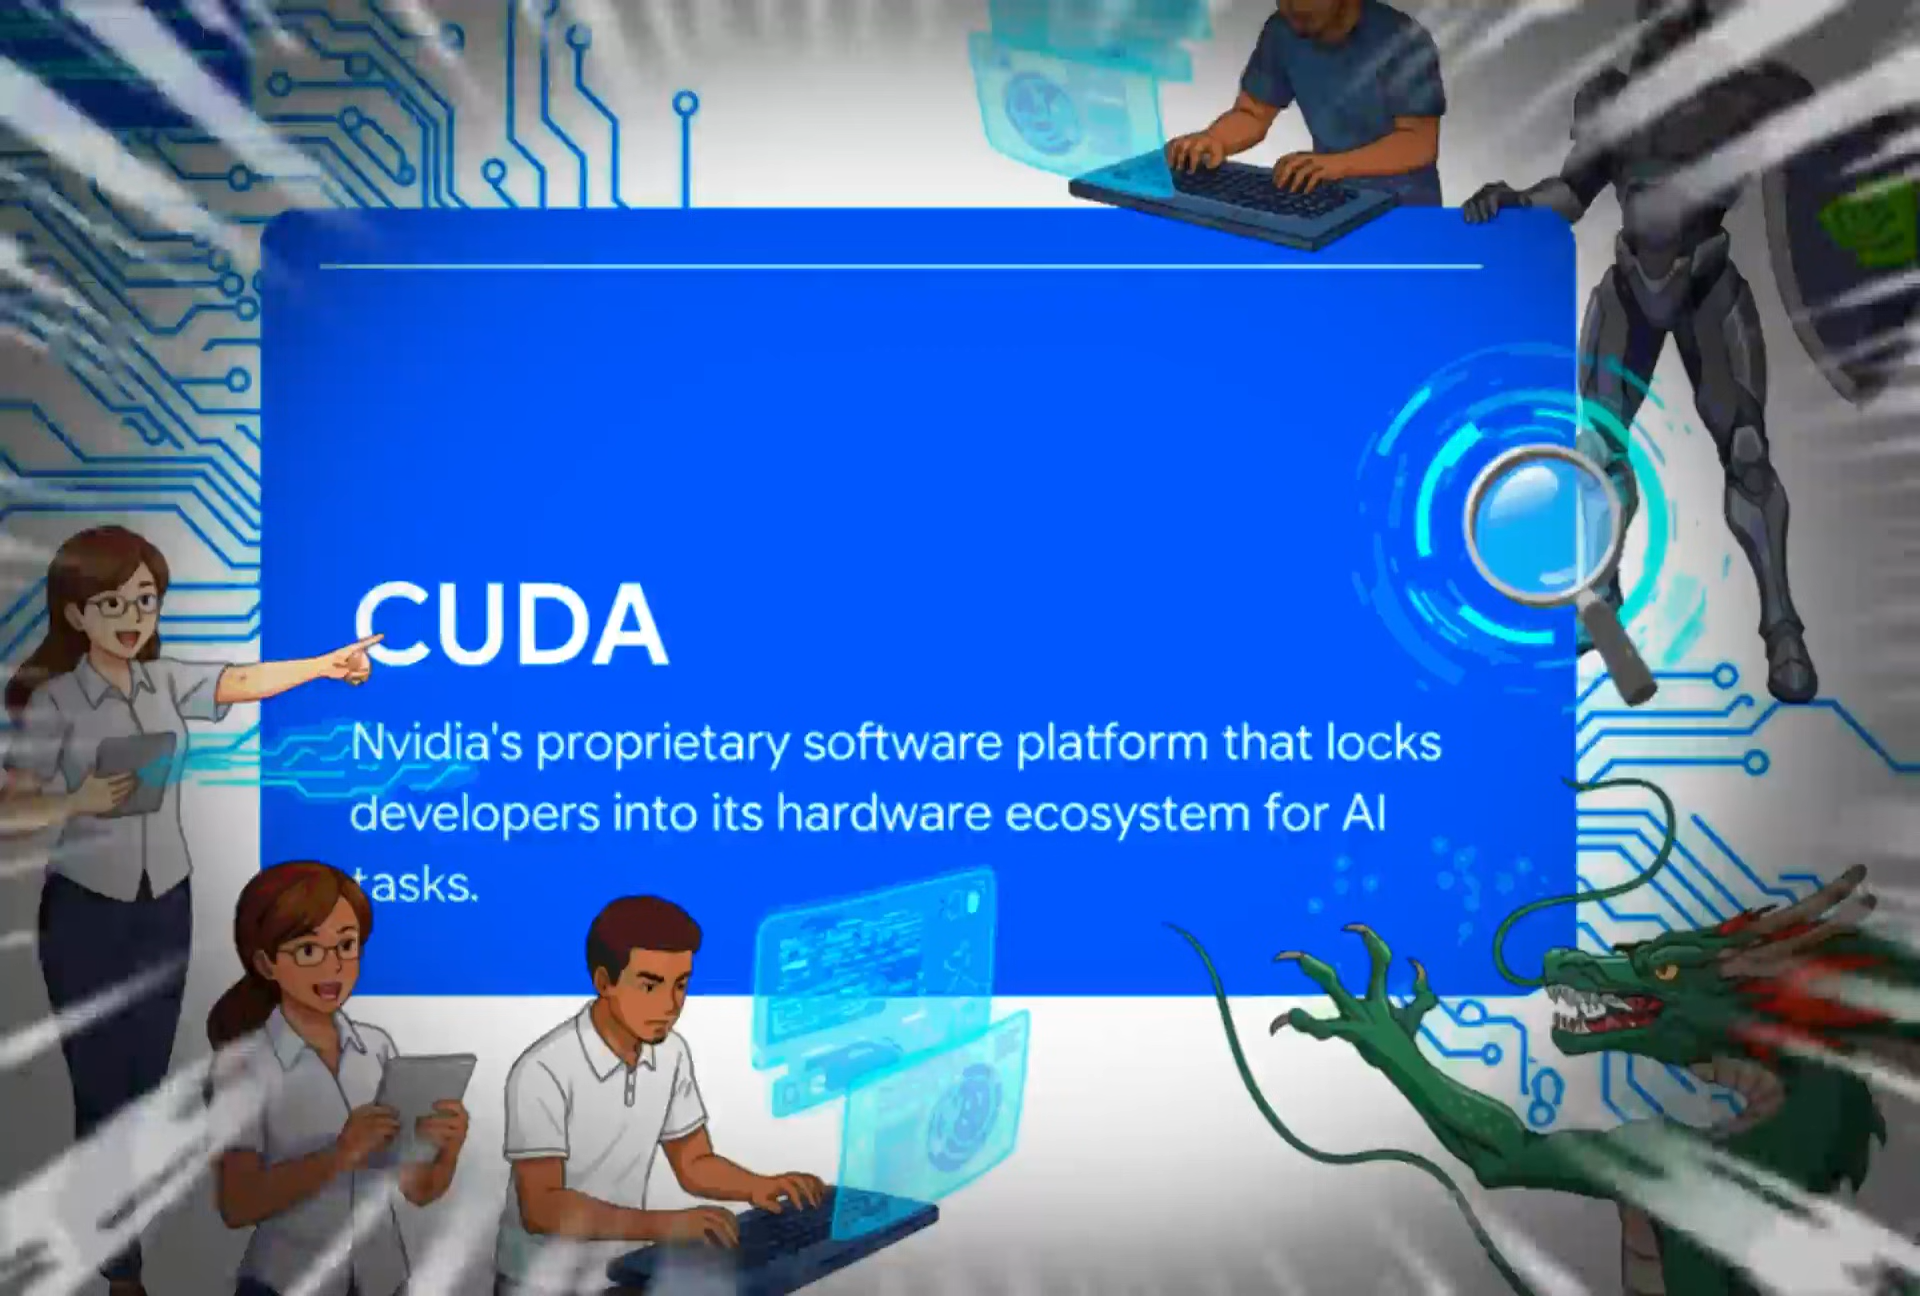 CUDA
Nvidia's proprietary software platform that locks
developers into its hardware ecosystem for AI
tasks.